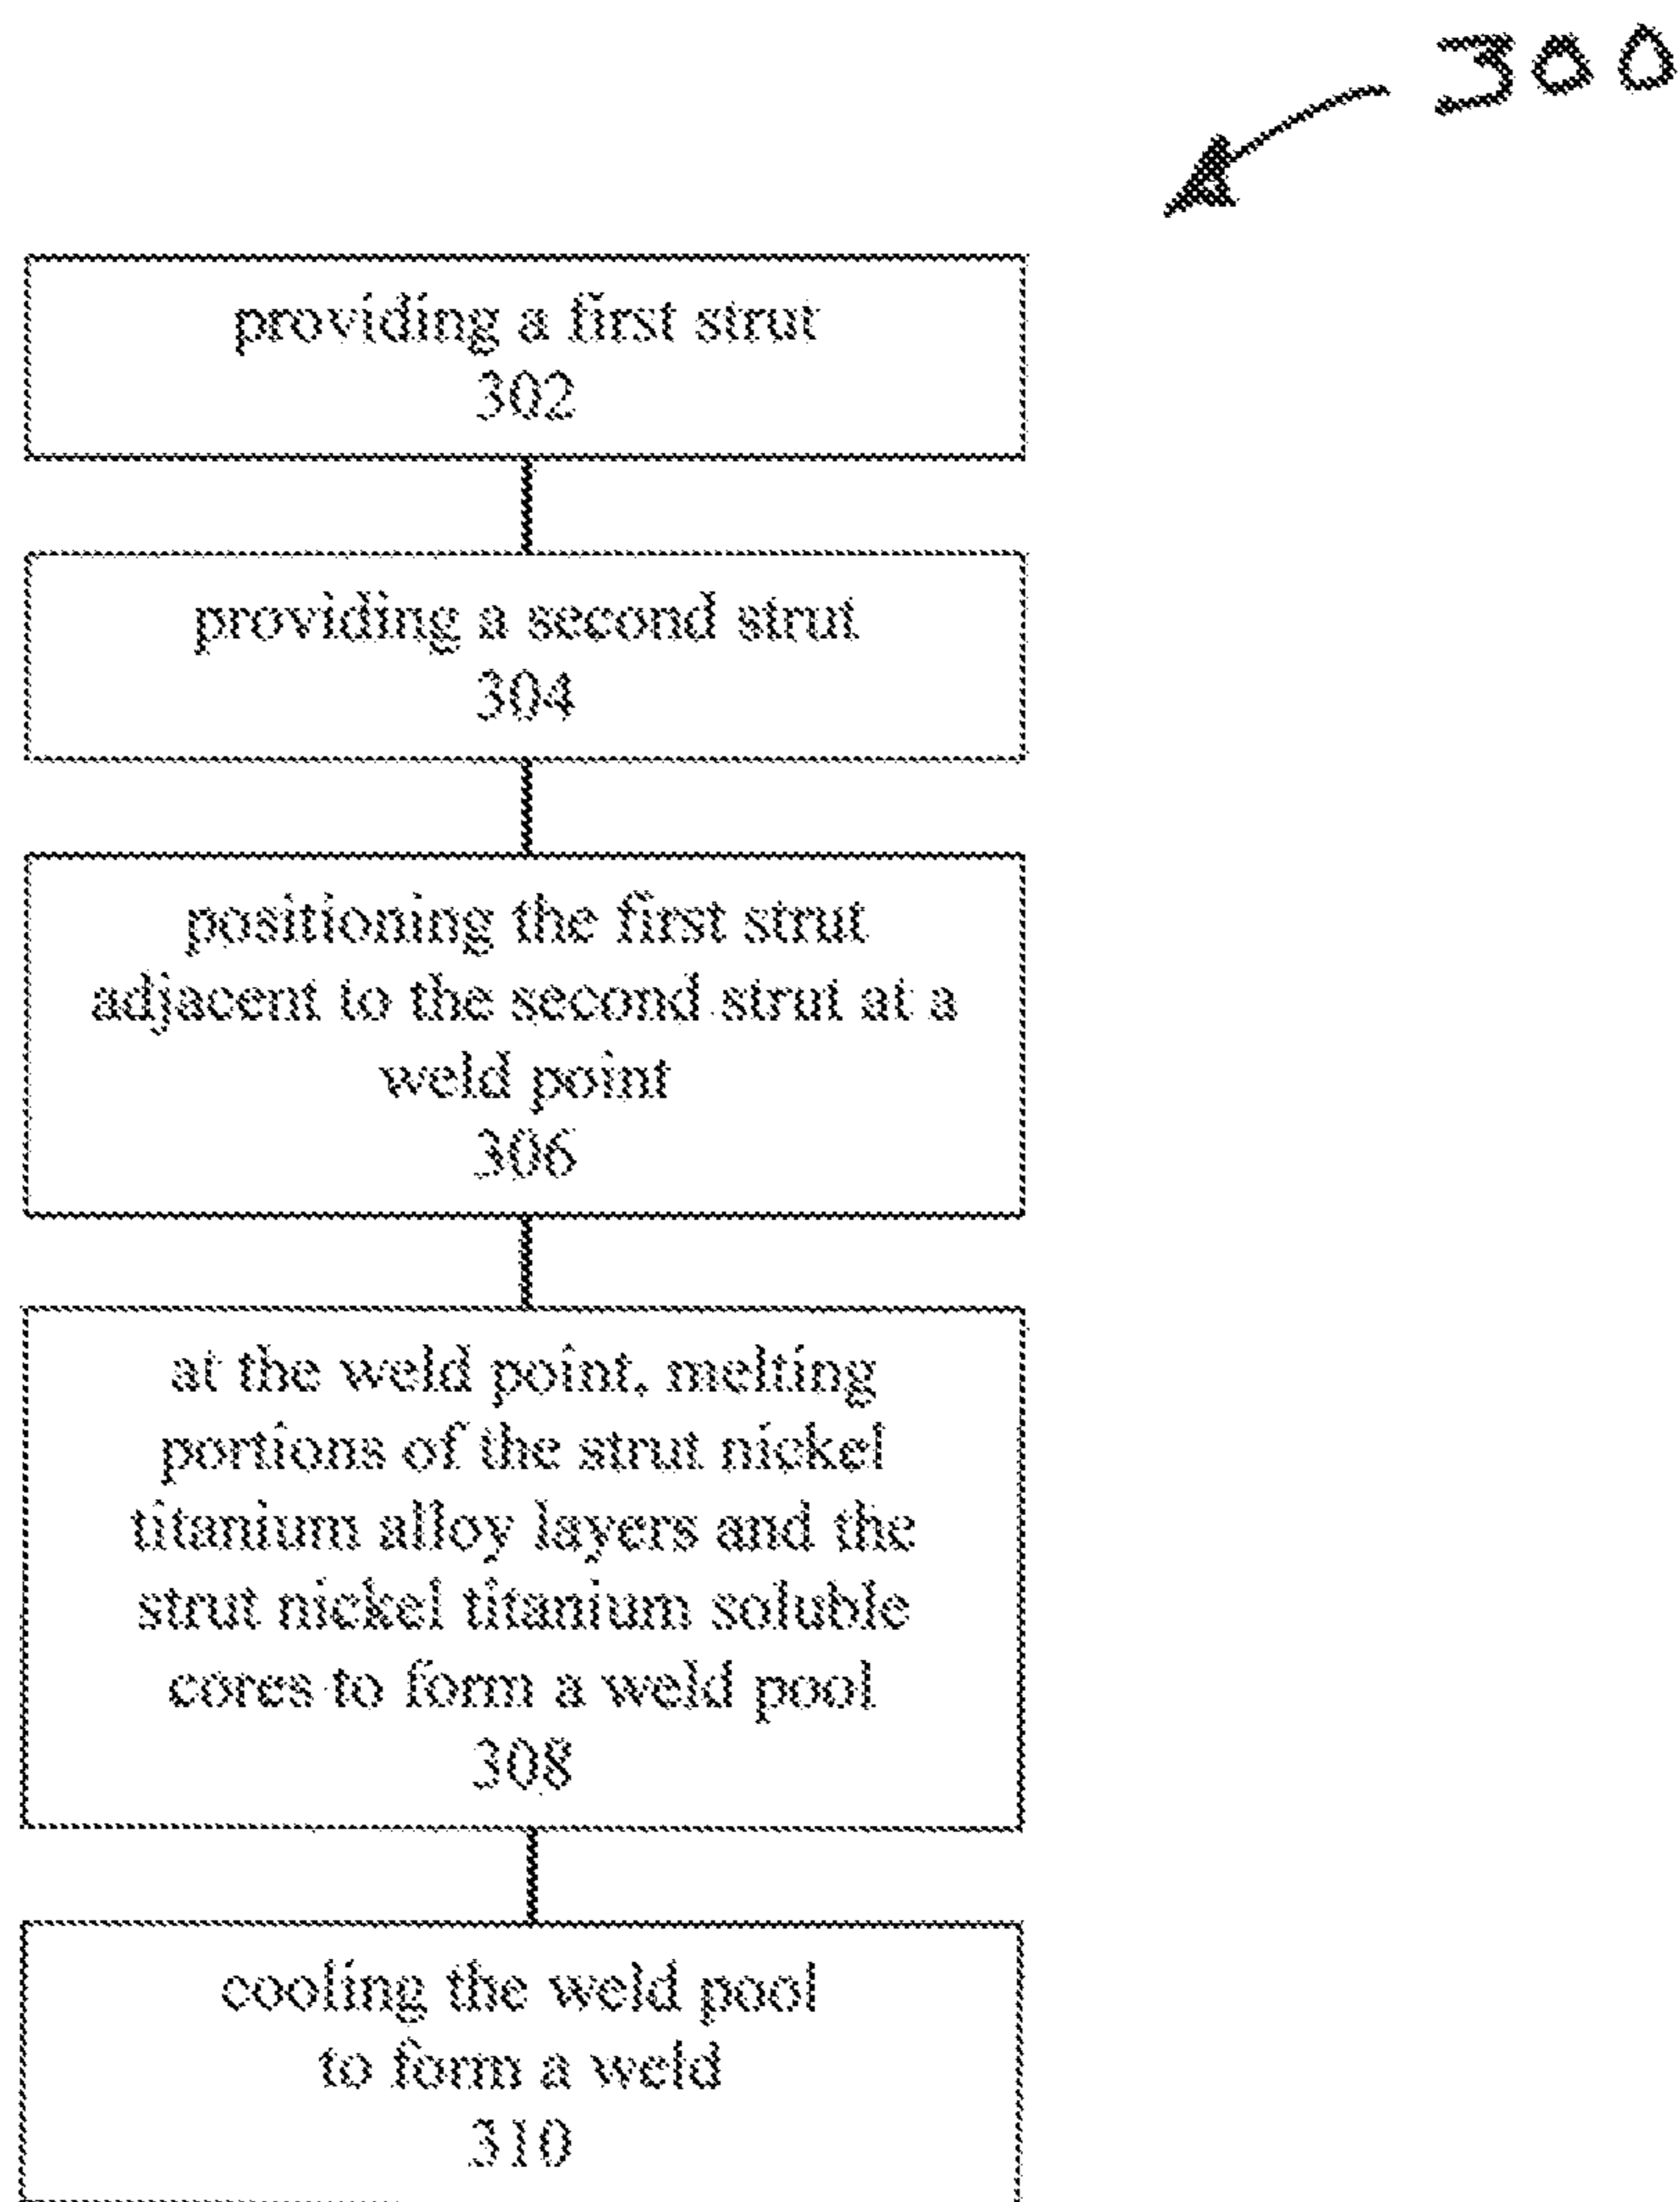 300
providing a first strut
302
providing a second strut
304
positioning the first strut
adjacent to the second strut at a
weld point
306
at the weld point, melting
portions of the strut nickel
titanium alloy layers and the
strut nickel titanium soluble
cores to form a weld pool
308
cooling the weld pool
to form a weld
310